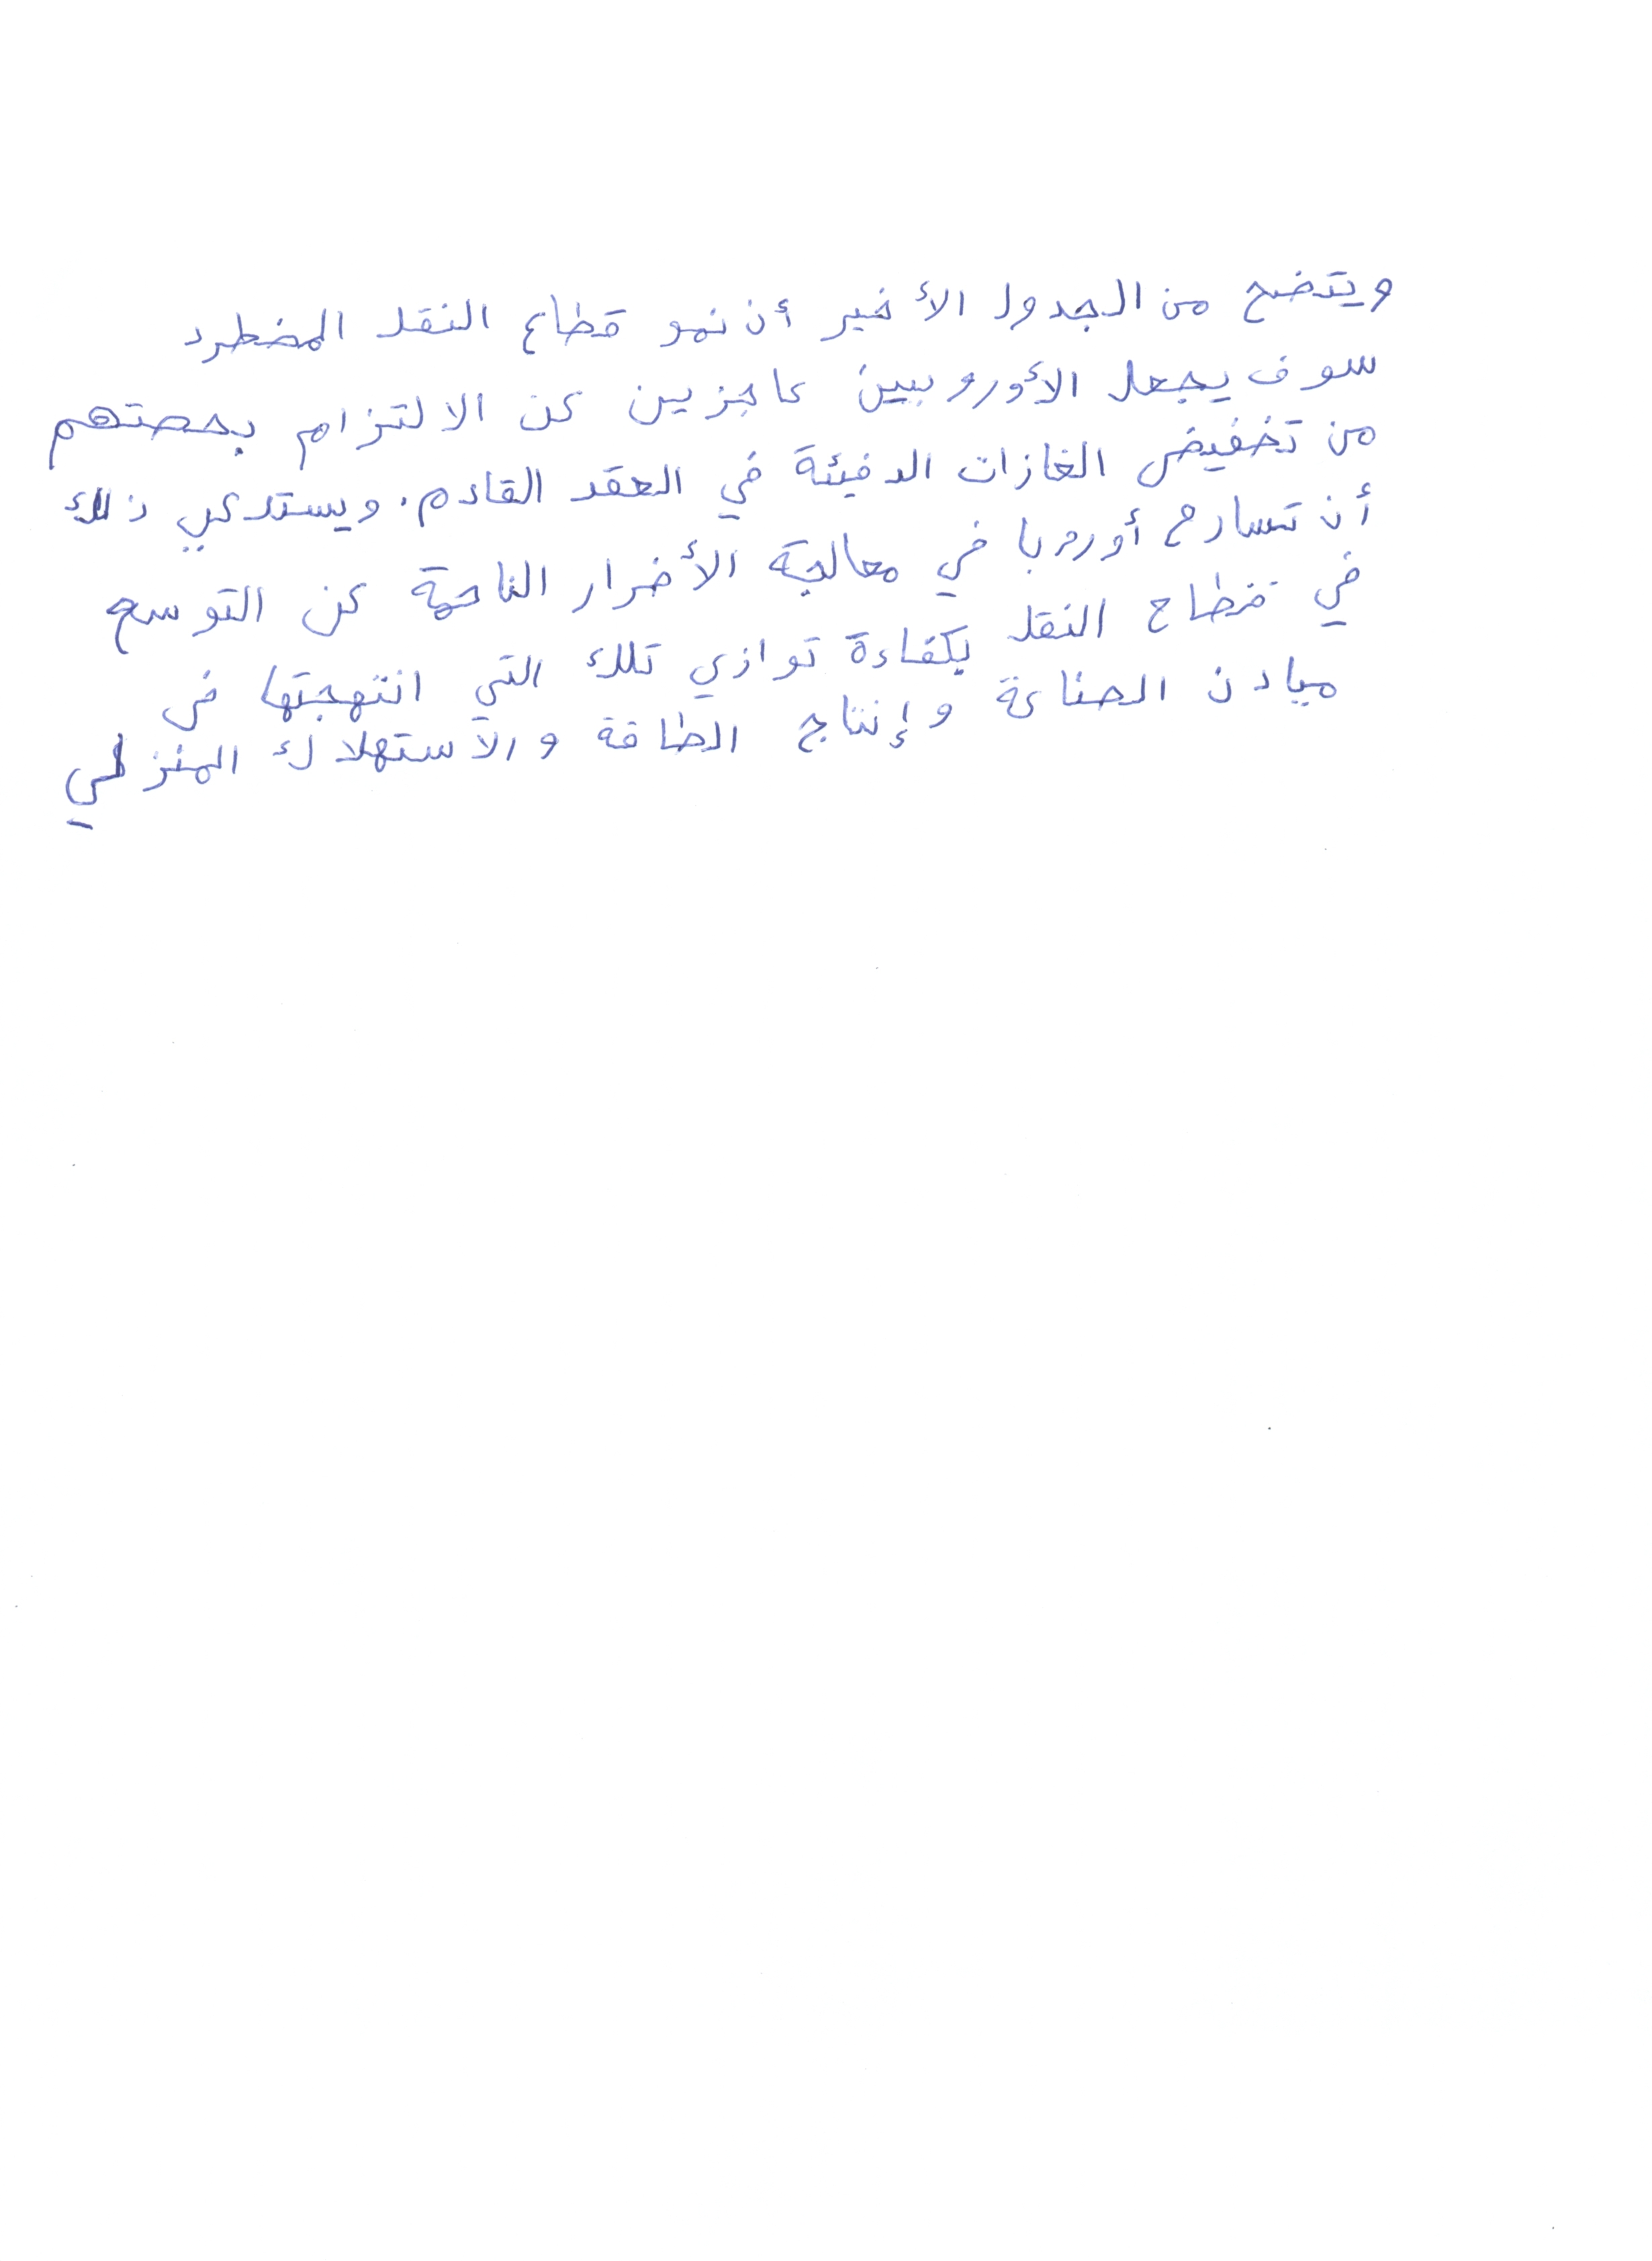 ويتضح من الجدول الأخير أن نمو قطاع النقل المضطرد
سوف يجعل الأوروبيين عاجزين عن الالتزام بحصتهم
من تخفيض الغازات الدفيئة في العقد القادم. ويستدعي ذلك
أن تسارع أوروبا في معالجة الأضرار الناجمة عن التوسع
في قطاع النقل بكفاءة توازي تلك التي انتهجتها في
ميادن الصناعة وإنتاج الطاقة والاستهلاك المنزلي